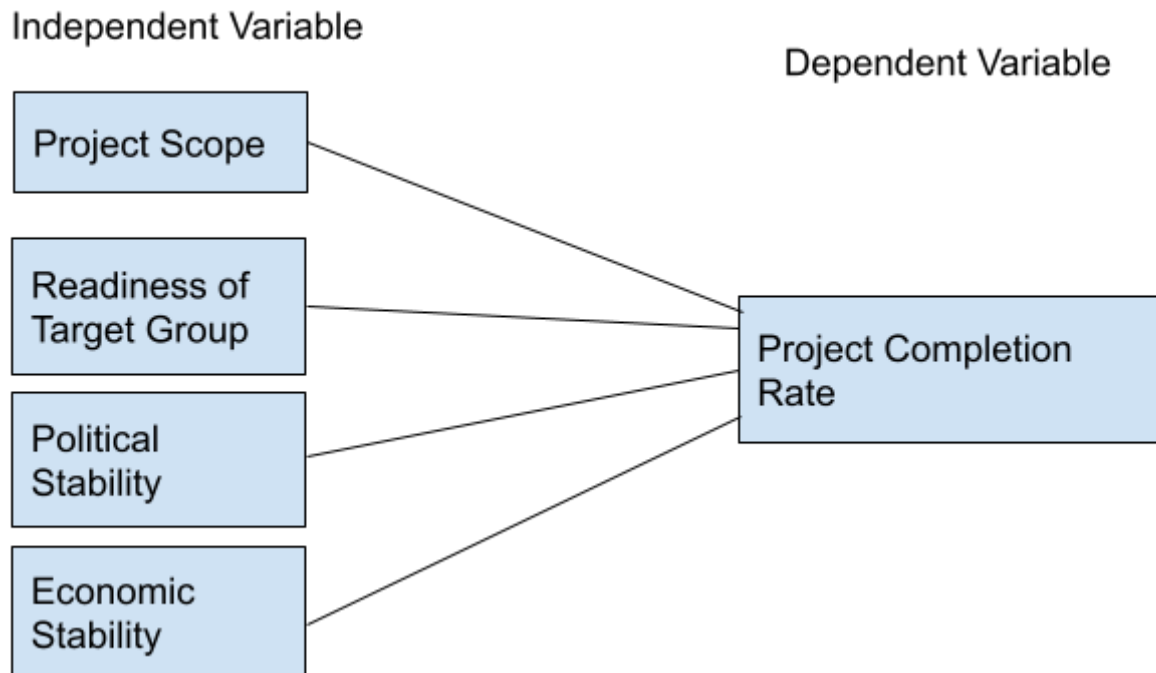 Independent Variable
Dependent Variable
Project Scope
Readiness of
Target Group
Political
Stability
Economic
Stability
Project Completion
Rate